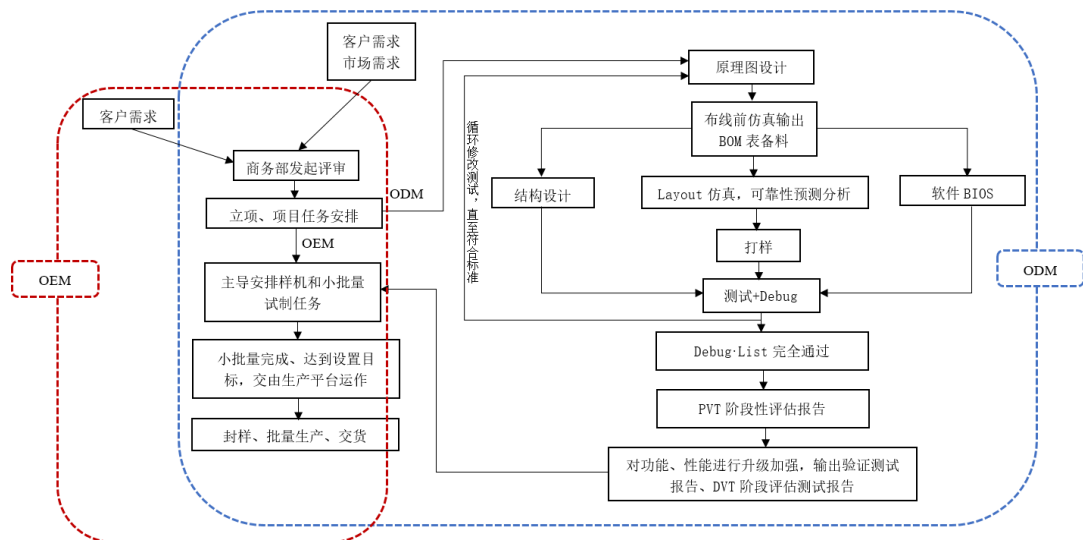 客户需求
市场需求
客户需求
商务部发起评审
立项、项目任务安排
ODM
OEM
主导安排样机和小批量
试制任务
小批量完成、达到设置目
标，交由生产平台运作
封样、批量生产、交货
OEM
原理图设计
布线前仿真输出
BOM 表备料
结构设计
Layout 仿真，可靠性预测分析
软件 BIOS
打样
测试+Debug
循环修改测试，直至符合标准
Debug·List 完全通过
PVT 阶段性评估报告
对功能、性能进行升级加强，输出验证测试
报告、DVT 阶段评估测试报告
ODM